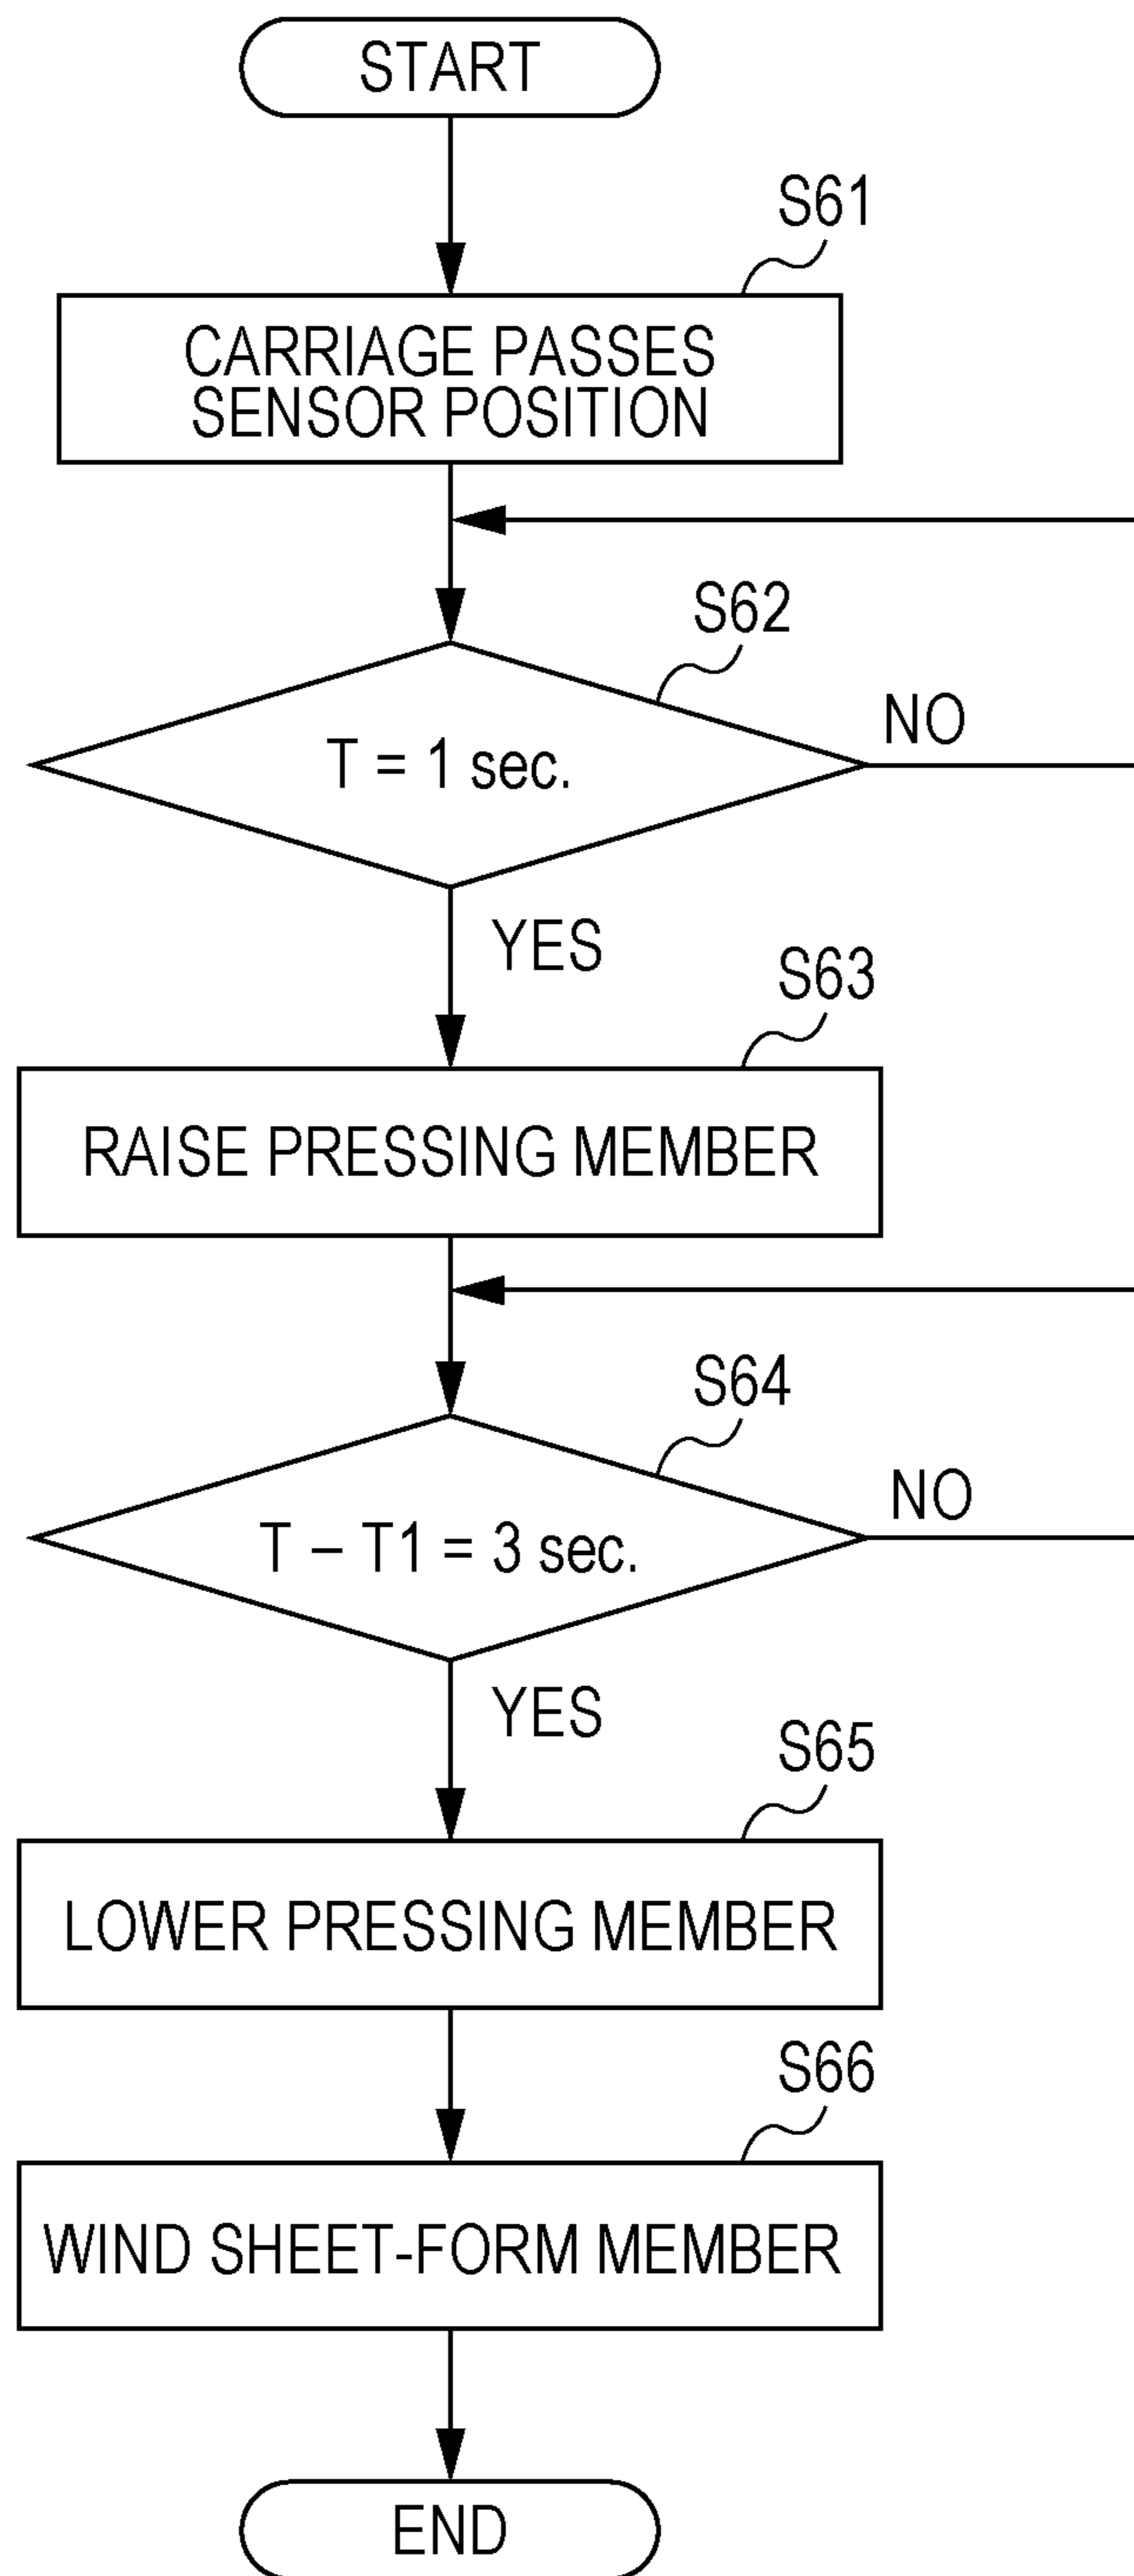 START
S61
CARRIAGE PASSES
SENSOR POSITION
S62
T = 1 sec.
NO
YES
S63
RAISE PRESSING MEMBER
S64
T – T1 = 3 sec.
NO
YES
S65
LOWER PRESSING MEMBER
S66
WIND SHEET-FORM MEMBER
END